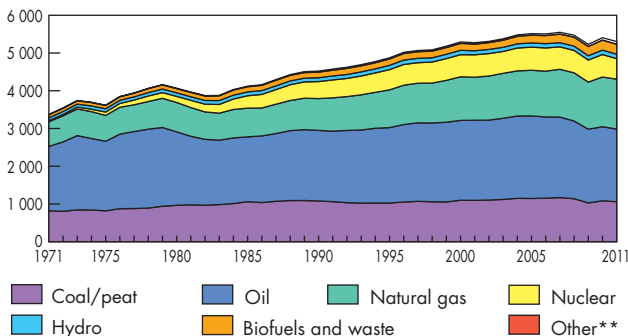 6 000
5 000
4 000
3 000
2 000
1 000
0
1971 1975 1980 1985 1990 1995 2000 2005 2011
Coal/peat Oil Natural gas Nuclear
Hydro Biofuels and waste Other**